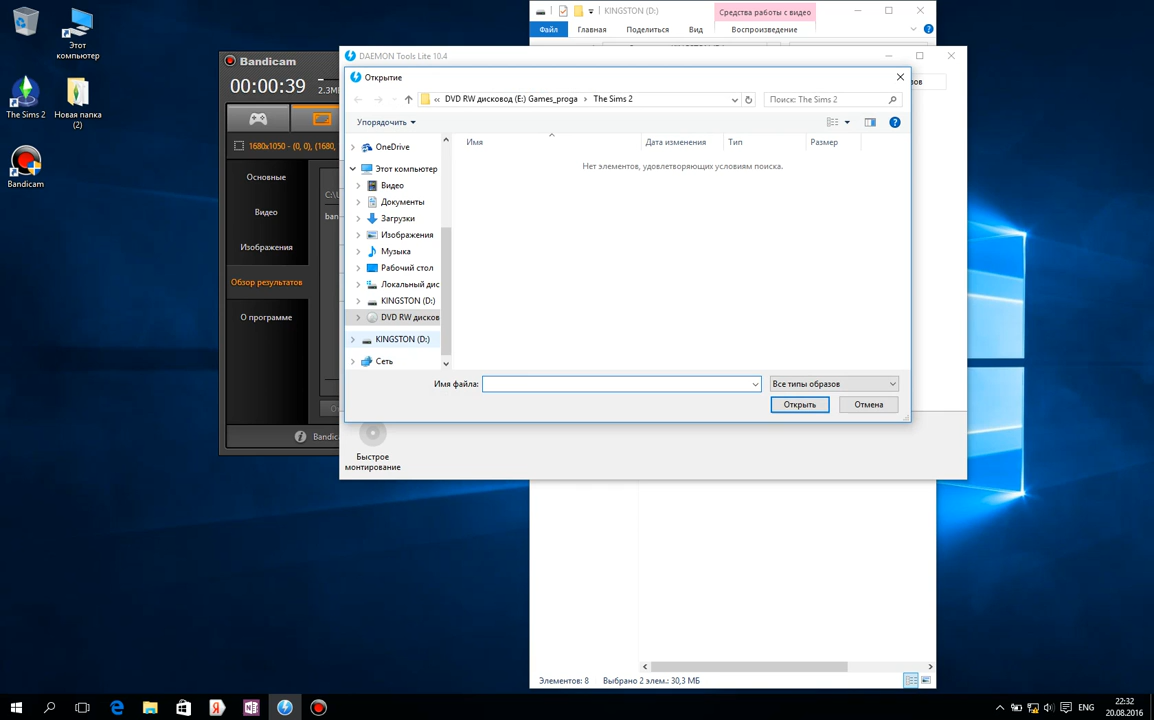 KINGSTON (D:)
Средства работы с видео
Файл
Главная
Поделиться
Вид
Воспроизведение
Этот
компьютер
The Sims 2
Новая папка
(2)
Bandicam
Bandicam
00:00:39
1680x1050 - (0, 0), (1680,
Основные
Видео
Изображения
Обзор результатов
О программе
DAEMON Tools Lite 10.4
Открытие
« DVD RW дисковод (E:) Games_proga > The Sims 2
Поиск: The Sims 2
Упорядочить
Имя
Дата изменения
Тип
Размер
Нет элементов, удовлетворяющих условиям поиска.
OneDrive
Этот компьютер
Видео
Документы
Загрузки
Изображения
Музыка
Рабочий стол
Локальный дис
KINGSTON (D:)
DVD RW дисков
KINGSTON (D:)
Сеть
Имя файла:
Все типы образов
Открыть
Отмена
Быстрое
монтирование
Элементов: 8
Выбрано 2 элем.: 30,3 МБ
ENG
22:32
20.08.2016